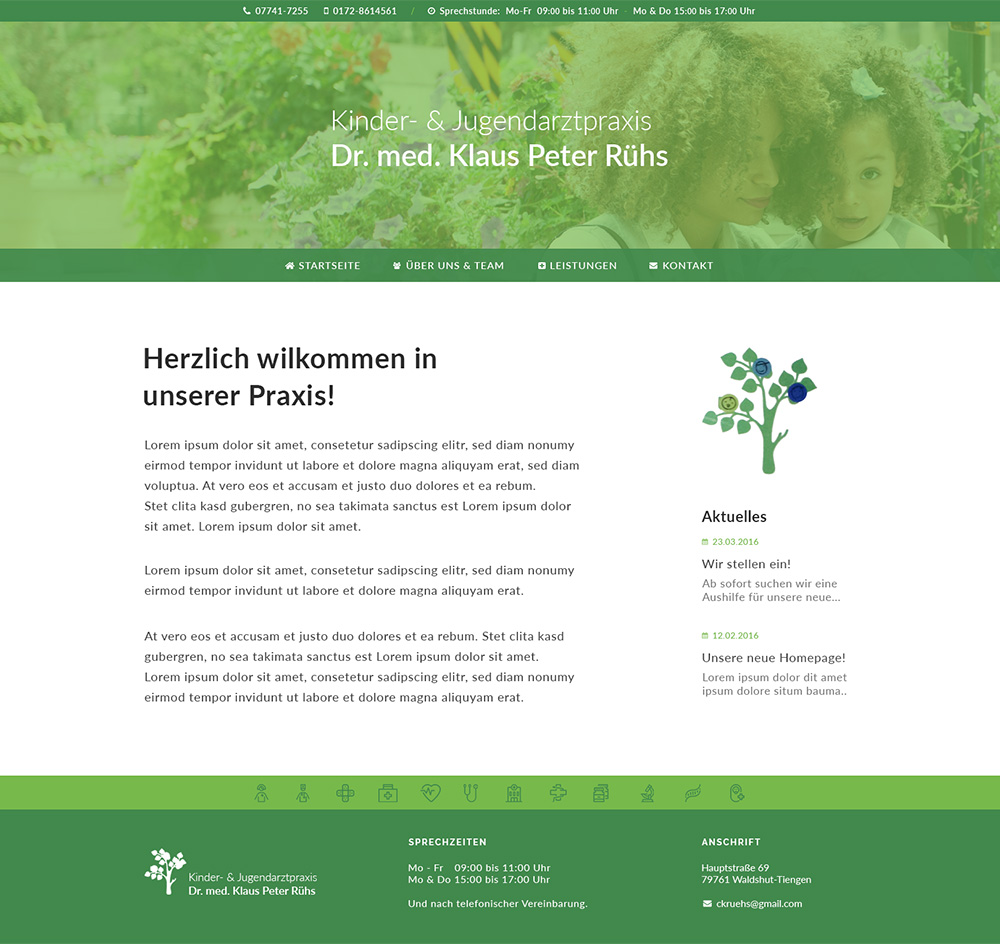 07741-7255 0172-8614561 / Sprechstunde: Mo-Fr 09:00 bis 11:00 Uhr - Mo & Do 15:00 bis 17:00 Uhr
Kinder- & Jugendarztpraxis
Dr. med. Klaus Peter Rühs
STARTSEITE ÜBER UNS & TEAM LEISTUNGEN KONTAKT
Herzlich wilkommen in
unserer Praxis!
Lorem ipsum dolor sit amet, consetetur sadipscing elitr, sed diam nonumy
eirmod tempor invidunt ut labore et dolore magna aliquyam erat, sed diam
voluptua. At vero eos et accusam et justo duo dolores et ea rebum.
Stet clita kasd gubergren, no sea takimata sanctus est Lorem ipsum dolor
sit amet. Lorem ipsum dolor sit amet.
Lorem ipsum dolor sit amet, consetetur sadipscing elitr, sed diam nonumy
eirmod tempor invidunt ut labore et dolore magna aliquyam erat.
At vero eos et accusam et justo duo dolores et ea rebum. Stet clita kasd
gubergren, no sea takimata sanctus est Lorem ipsum dolor sit amet.
Lorem ipsum dolor sit amet, consetetur sadipscing elitr, sed diam nonumy
eirmod tempor invidunt ut labore et dolore magna aliquyam erat.
Aktuelles
23.03.2016
Wir stellen ein!
Ab sofort suchen wir eine
Aushilfe für unsere neue...
12.02.2016
Unsere neue Homepage!
Lorem ipsum dolor dit amet
ipsum dolore situm bauma..
Kinder- & Jugendarztpraxis
Dr. med. Klaus Peter Rühs
SPRECHZEITEN
Mo - Fr 09:00 bis 11:00 Uhr
Mo & Do 15:00 bis 17:00 Uhr
Und nach telefonischer Vereinbarung.
ANSCHRIFT
Hauptstraße 69
79761 Waldshut-Tiengen
ckruehs@gmail.com